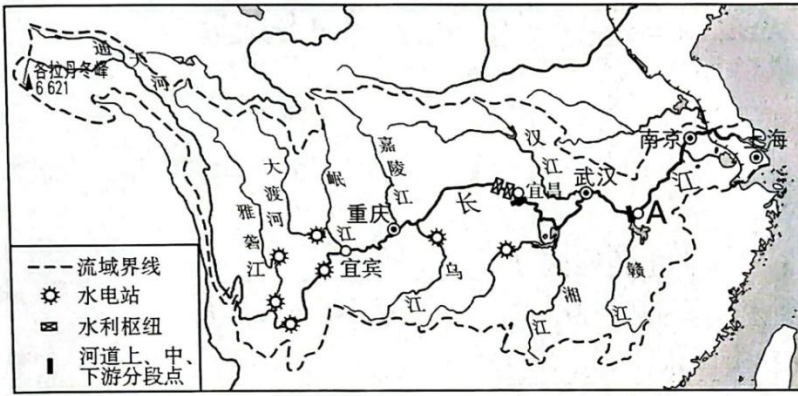 通天河
各拉丹冬峰
6 621
大渡河
雅砻江
岷江
嘉陵江
重庆
宜宾
长江
乌江
汉江
宜昌
武汉
南京
上海
A
湘江
赣江
流域界线
水电站
水利枢纽
河道上、中、
下游分段点